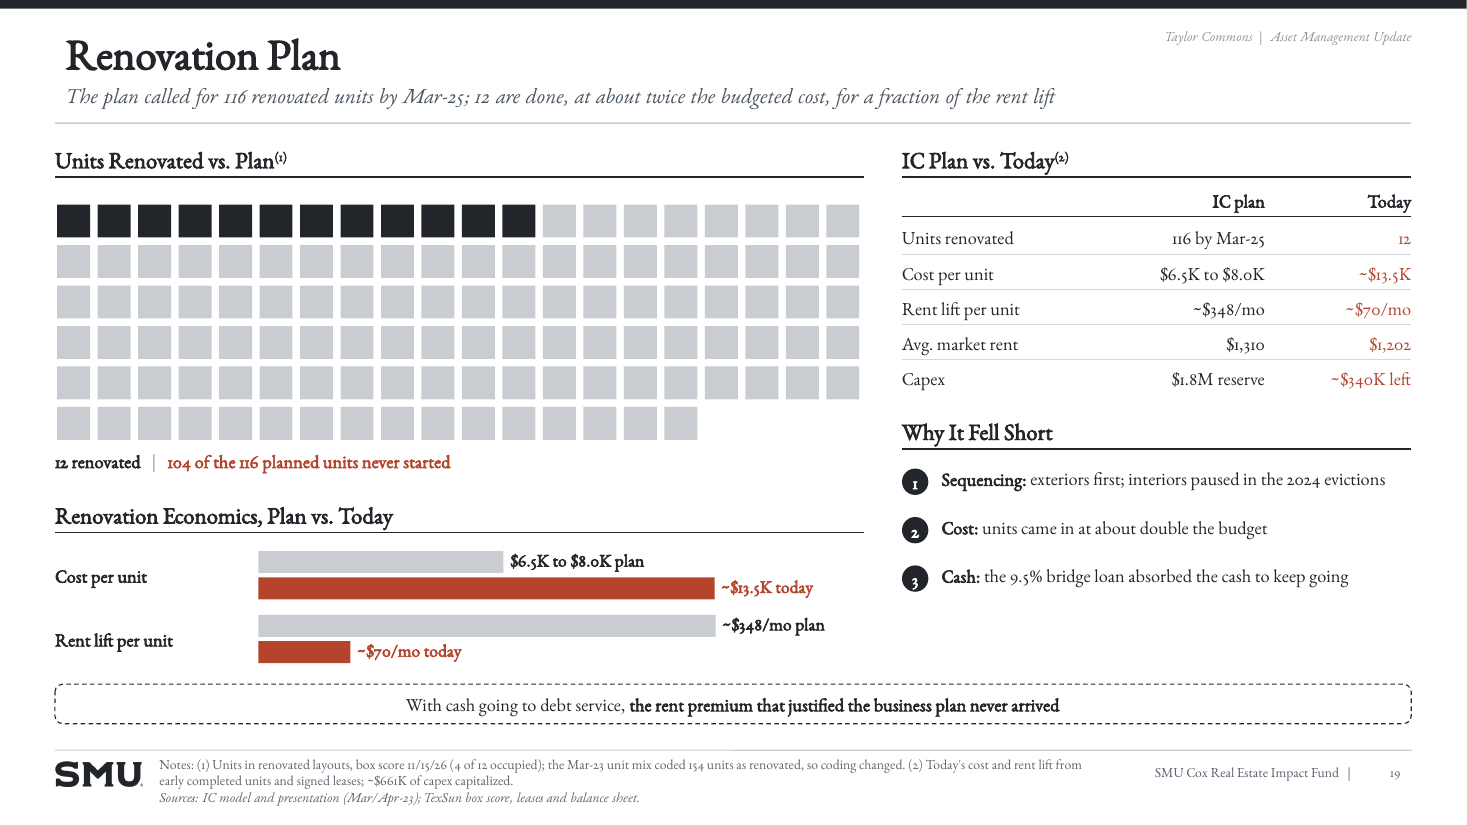 Taylor Commons | Asset Management Update
Renovation Plan
The plan called for 116 renovated units by Mar-25; 12 are done, at about twice the budgeted cost, for a fraction of the rent lift
Units Renovated vs. Plan(1)
12 renovated | 104 of the 116 planned units never started
Renovation Economics, Plan vs. Today
Cost per unit
$6.5K to $8.0K plan
~$13.5K today
Rent lift per unit
~$348/mo plan
~$70/mo today
IC Plan vs. Today(2)
IC plan Today
Units renovated 116 by Mar-25 12
Cost per unit $6.5K to $8.0K ~$13.5K
Rent lift per unit ~$348/mo ~$70/mo
Avg. market rent $1,310 $1,202
Capex $1.8M reserve ~$340K left
Why It Fell Short
1 Sequencing: exteriors first; interiors paused in the 2024 evictions
2 Cost: units came in at about double the budget
3 Cash: the 9.5% bridge loan absorbed the cash to keep going
With cash going to debt service, the rent premium that justified the business plan never arrived
SMU
Notes: (1) Units in renovated layouts, box score 11/15/26 (4 of 12 occupied); the Mar-23 unit mix coded 154 units as renovated, so coding changed. (2) Today's cost and rent lift from
early completed units and signed leases; ~$661K of capex capitalized.
Sources: IC model and presentation (Mar/Apr-23); TexSun box score, leases and balance sheet.
SMU Cox Real Estate Impact Fund | 19